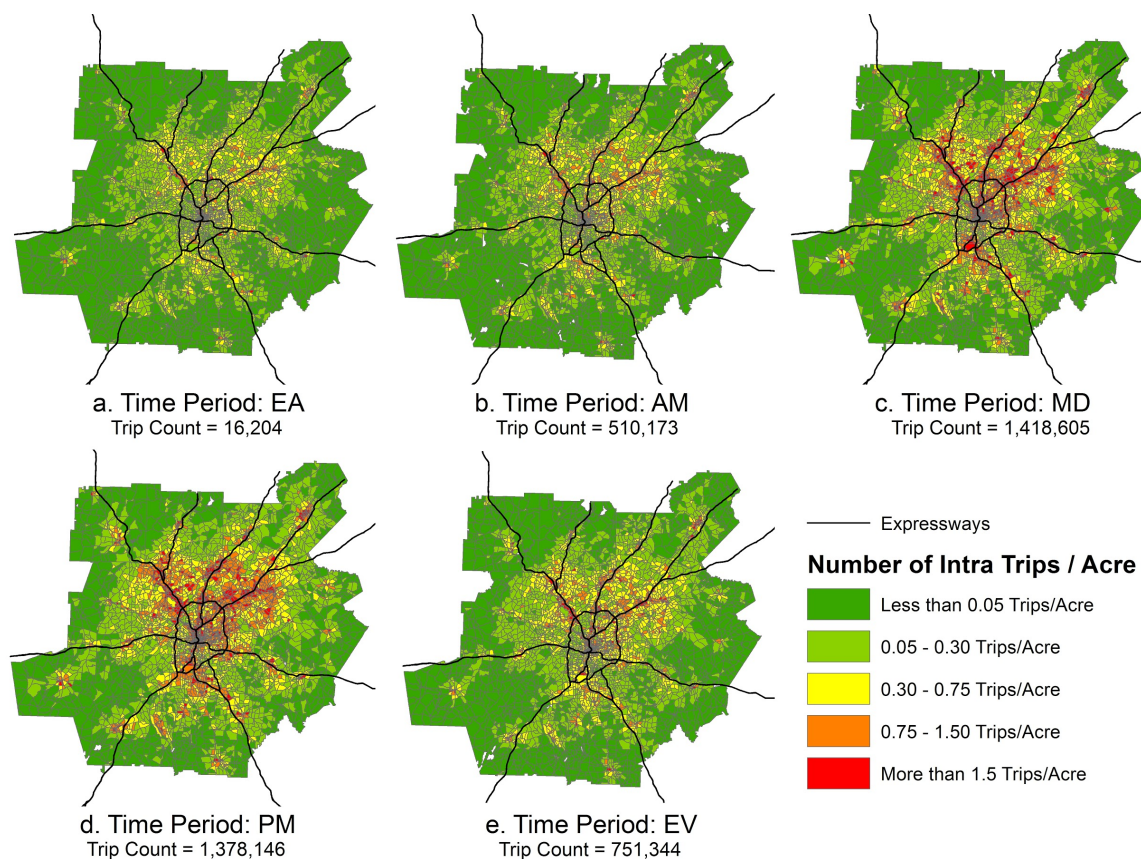 a. Time Period: EA
Trip Count = 16,204
b. Time Period: AM
Trip Count = 510,173
c. Time Period: MD
Trip Count = 1,418,605
d. Time Period: PM
Trip Count = 1,378,146
e. Time Period: EV
Trip Count = 751,344
Expressways
Number of Intra Trips / Acre
Less than 0.05 Trips/Acre
0.05 - 0.30 Trips/Acre
0.30 - 0.75 Trips/Acre
0.75 - 1.50 Trips/Acre
More than 1.5 Trips/Acre